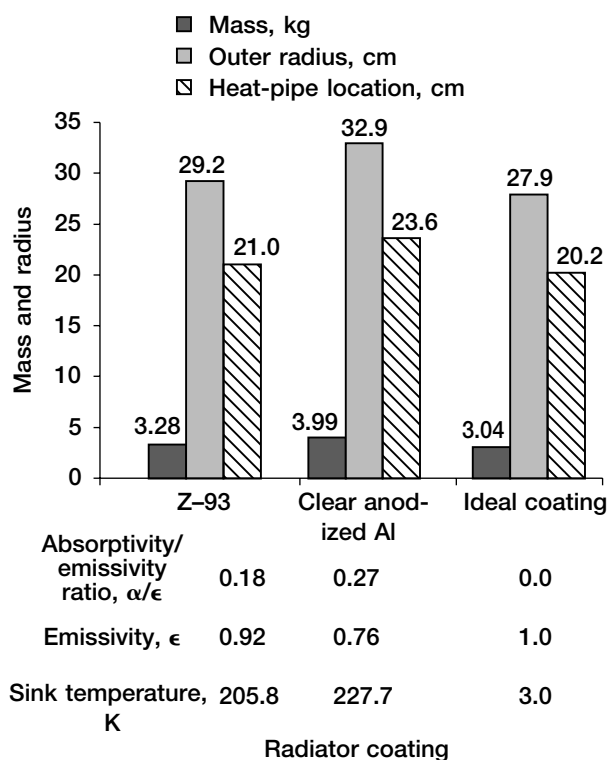 Mass, kg
Outer radius, cm
Heat-pipe location, cm
Mass and radius
35
30
25
20
15
10
5
0
3.28
29.2
21.0
3.99
32.9
23.6
3.04
27.9
20.2
Z–93
Clear anod-
ized Al
Ideal coating
Absorptivity/
emissivity
ratio, α/ϵ
0.18 0.27 0.0
Emissivity, ϵ 0.92 0.76 1.0
Sink temperature, 205.8 227.7 3.0
K
Radiator coating